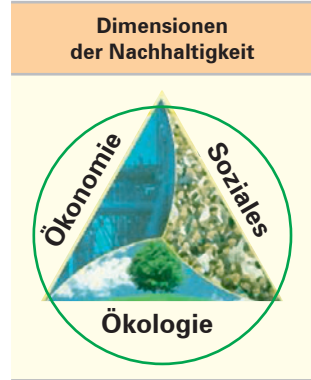 Dimensionen
der Nachhaltigkeit
Ökonomie
Soziales
Ökologie